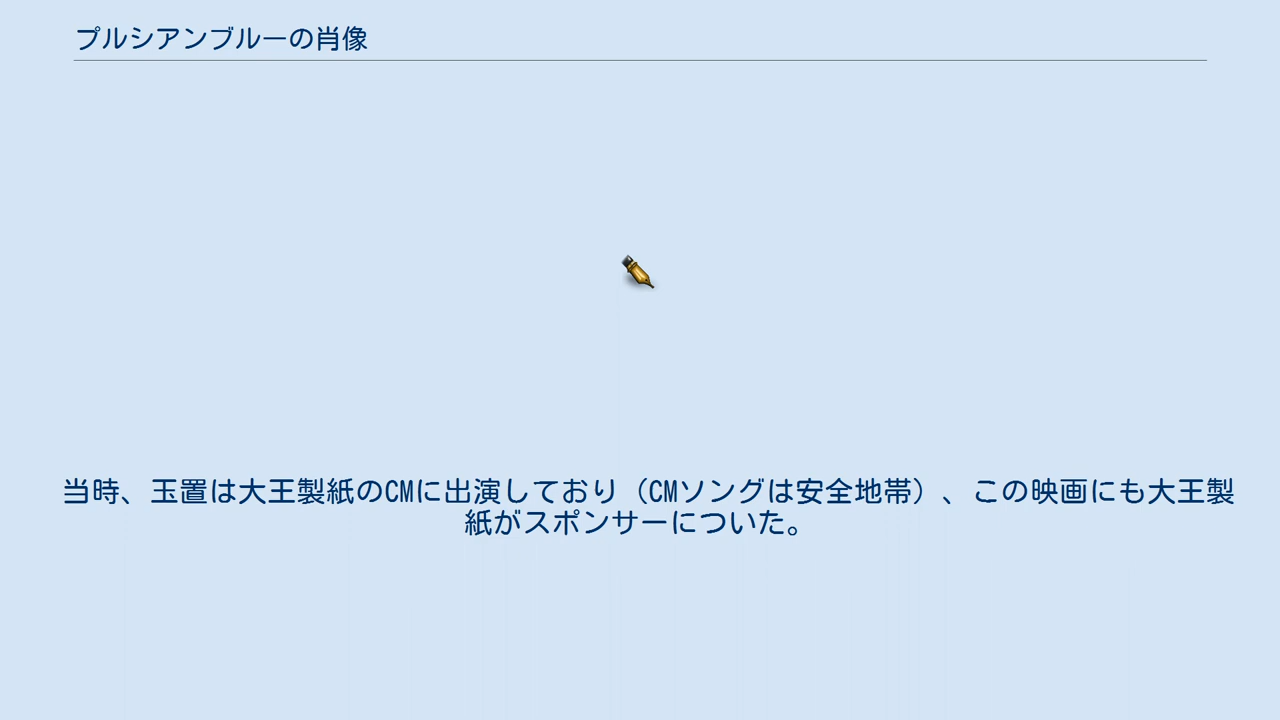 プルシアンブルーの肖像
当時、玉置は大王製紙のCMに出演しており（CMソングは安全地帯）、この映画にも大王製
紙がスポンサーについた。